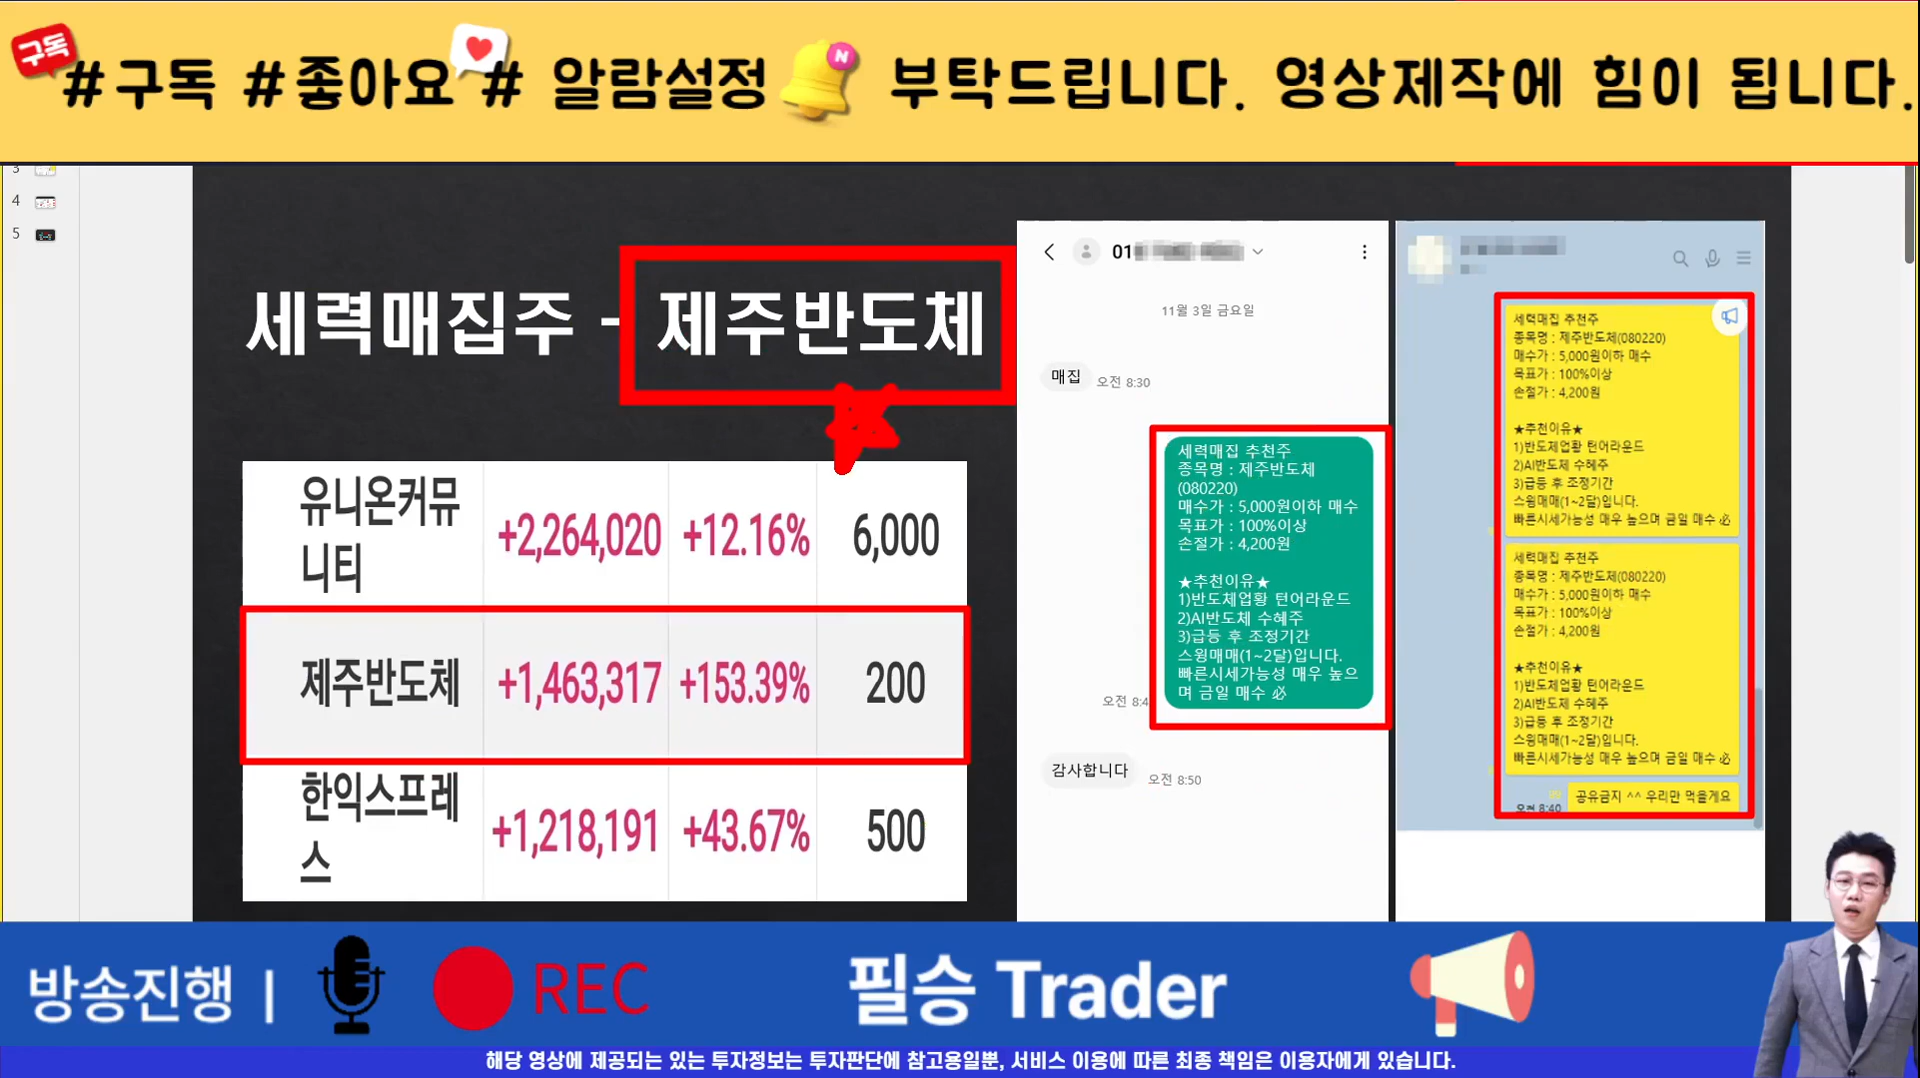 구독
#구독 #좋아요 # 알람설정 N 부탁드립니다. 영상제작에 힘이 됩니다.
3
4
5
세력매집주 - 제주반도체
유니온커뮤
니티
+2,264,020 +12.16% 6,000
제주반도체 +1,463,317 +153.39% 200
한익스프레
스
+1,218,191 +43.67% 500
01
11월 3일 금요일
매집 오전 8:30
세력매집 추천주
종목명 : 제주반도체
(080220)
매수가 : 5,000원이하 매수
목표가 : 100%이상
손절가 : 4,200원
★추천이유★
1)반도체업황 턴어라운드
2)AI반도체 수혜주
3)급등 후 조정기간
스윙매매(1~2달)입니다.
빠른시세가능성 매우 높으
며 금일 매수 必
오전 8:4
감사합니다 오전 8:50
세력매집 추천주
종목명 : 제주반도체(080220)
매수가 : 5,000원이하 매수
목표가 : 100%이상
손절가 : 4,200원
★추천이유★
1)반도체업황 턴어라운드
2)AI반도체 수혜주
3)급등 후 조정기간
스윙매매(1~2달)입니다.
빠른시세가능성 매우 높으며 금일 매수 必
세력매집 추천주
종목명 : 제주반도체(080220)
매수가 : 5,000원이하 매수
목표가 : 100%이상
손절가 : 4,200원
★추천이유★
1)반도체업황 턴어라운드
2)AI반도체 수혜주
3)급등 후 조정기간
스윙매매(1~2달)입니다.
빠른시세가능성 매우 높으며 금일 매수 必
오전 8:40 공유금지 ^^ 우리만 먹을게요
방송진행 | REC 필승 Trader
해당 영상에 제공되는 있는 투자정보는 투자판단에 참고용일뿐, 서비스 이용에 따른 최종 책임은 이용자에게 있습니다.